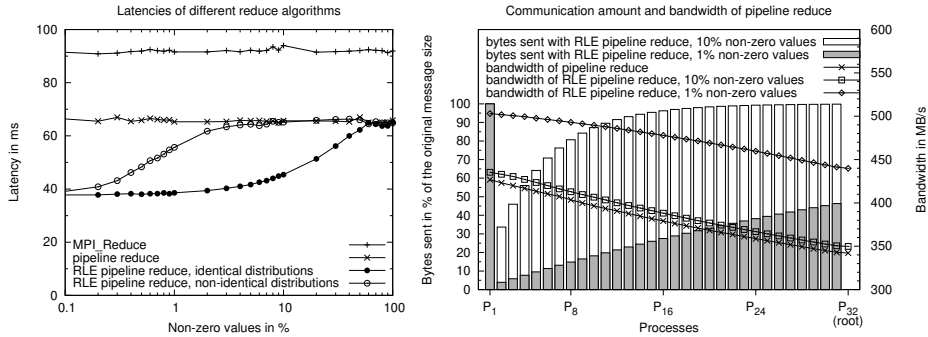 Latencies of different reduce algorithms
100
80
60
40
20
0
Latency in ms
MPI_Reduce
pipeline reduce
RLE pipeline reduce, identical distributions
RLE pipeline reduce, non-identical distributions
0.1 1 10 100
Non-zero values in %
Communication amount and bandwidth of pipeline reduce
bytes sent with RLE pipeline reduce, 10% non-zero values
bytes sent with RLE pipeline reduce, 1% non-zero values
bandwidth of pipeline reduce
bandwidth of RLE pipeline reduce, 10% non-zero values
bandwidth of RLE pipeline reduce, 1% non-zero values
Bytes sent in % of the original message size
100
90
80
70
60
50
40
30
20
10
0
600
550
500
450
400
350
300
Bandwidth in MB/s
P1 P8 P16 P24 P32
(root)
Processes